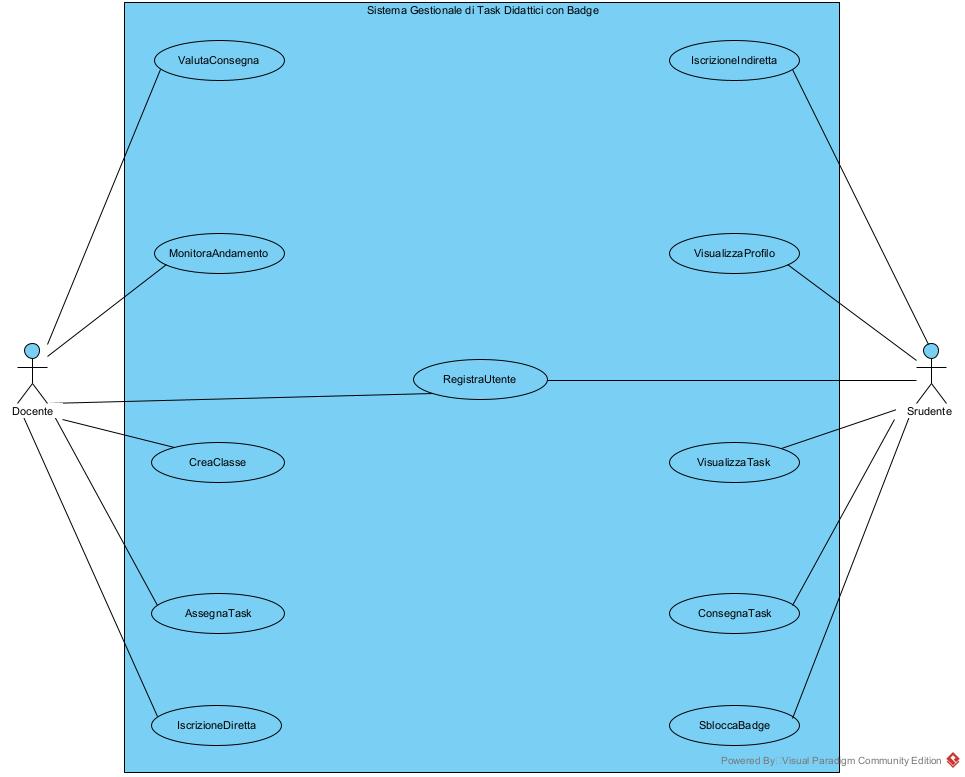 Sistema Gestionale di Task Didattici con Badge
ValutaConsegna
IscrizioneIndiretta
MonitoraAndamento
VisualizzaProfilo
RegistraUtente
Docente
Srudente
CreaClasse
VisualizzaTask
AssegnaTask
ConsegnaTask
IscrizioneDiretta
SbloccaBadge
Powered By: Visual Paradigm Community Edition